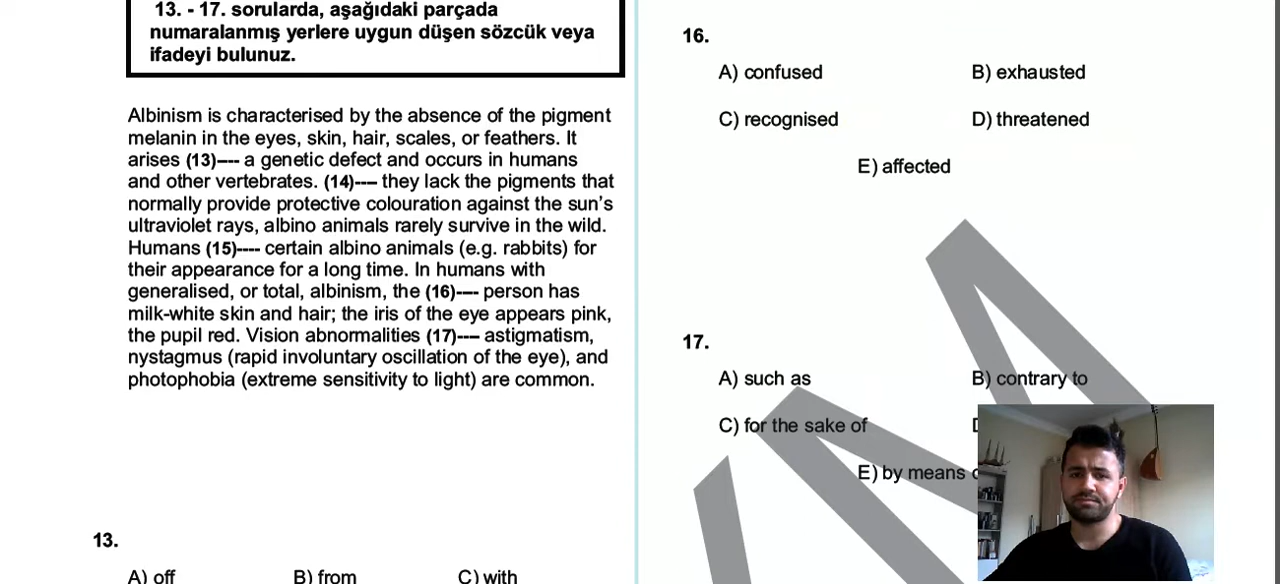 13. - 17. sorularda, aşağıdaki parçada
numaralanmış yerlere uygun düşen sözcük veya
ifadeyi bulunuz.
Albinism is characterised by the absence of the pigment
melanin in the eyes, skin, hair, scales, or feathers. It
arises (13)---- a genetic defect and occurs in humans
and other vertebrates. (14)---- they lack the pigments that
normally provide protective colouration against the sun's
ultraviolet rays, albino animals rarely survive in the wild.
Humans (15)---- certain albino animals (e.g. rabbits) for
their appearance for a long time. In humans with
generalised, or total, albinism, the (16)---- person has
milk-white skin and hair; the iris of the eye appears pink,
the pupil red. Vision abnormalities (17)---- astigmatism,
nystagmus (rapid involuntary oscillation of the eye), and
photophobia (extreme sensitivity to light) are common.
13.
A) off B) from C) with
16.
A) confused B) exhausted
C) recognised D) threatened
E) affected
17.
A) such as B) contrary to
C) for the sake of
E) by means